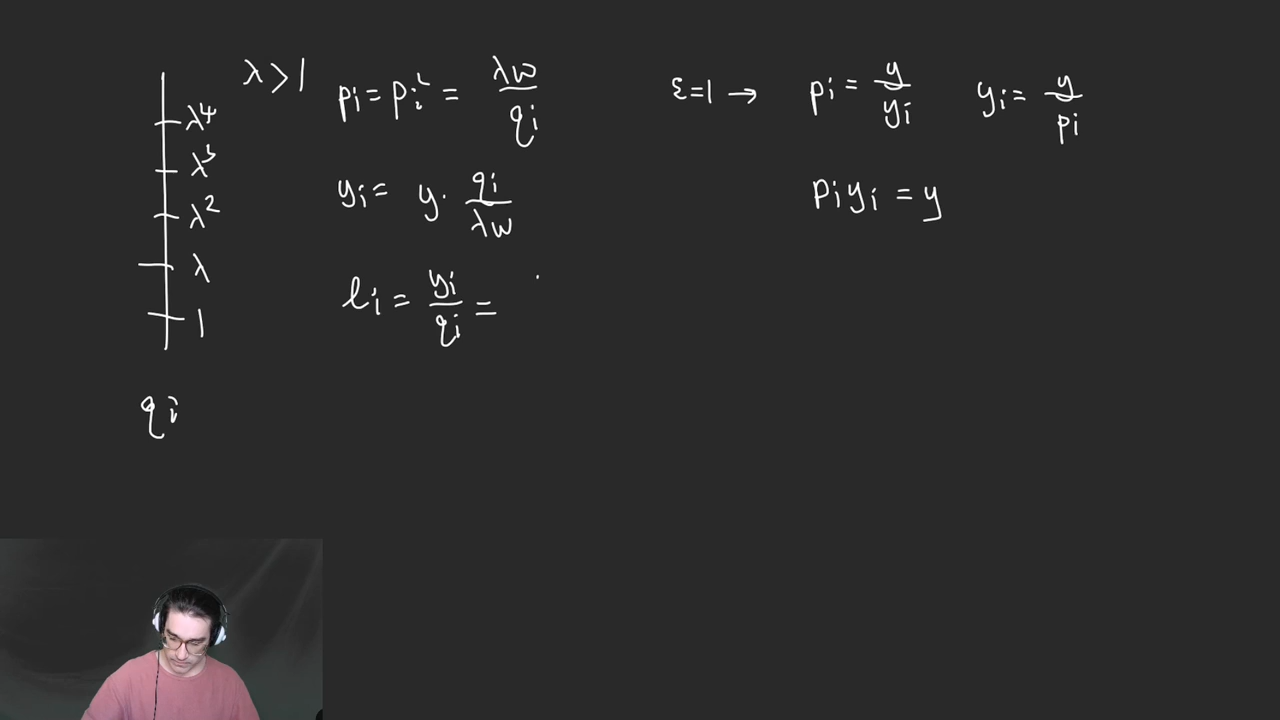 λ > 1
λ⁴
λ³
λ²
λ
1
qᵢ
pᵢ = pᵢᴸ = λw / qᵢ
yᵢ = y · qᵢ / λw
ℓᵢ = yᵢ / qᵢ =
ε=1 → pᵢ = y / yᵢ yᵢ = y / pᵢ
pᵢyᵢ = y